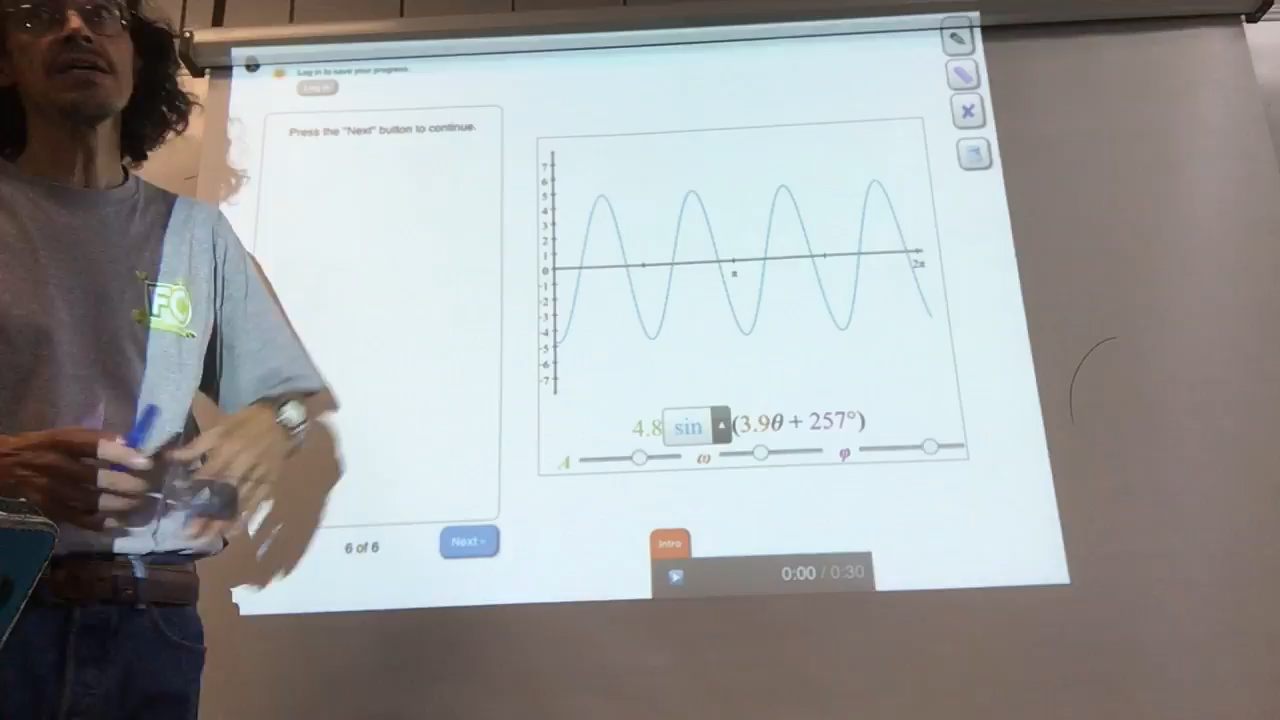 Log in to save your progress.
Log in
Press the "Next" button to continue.
7
6
5
4
3
2
1
0
-1
-2
-3
-4
-5
-6
-7
π
2π
4.8 sin (3.9θ + 257°)
A ω φ
6 of 6
Next
Intro
0:00 / 0:30
FC